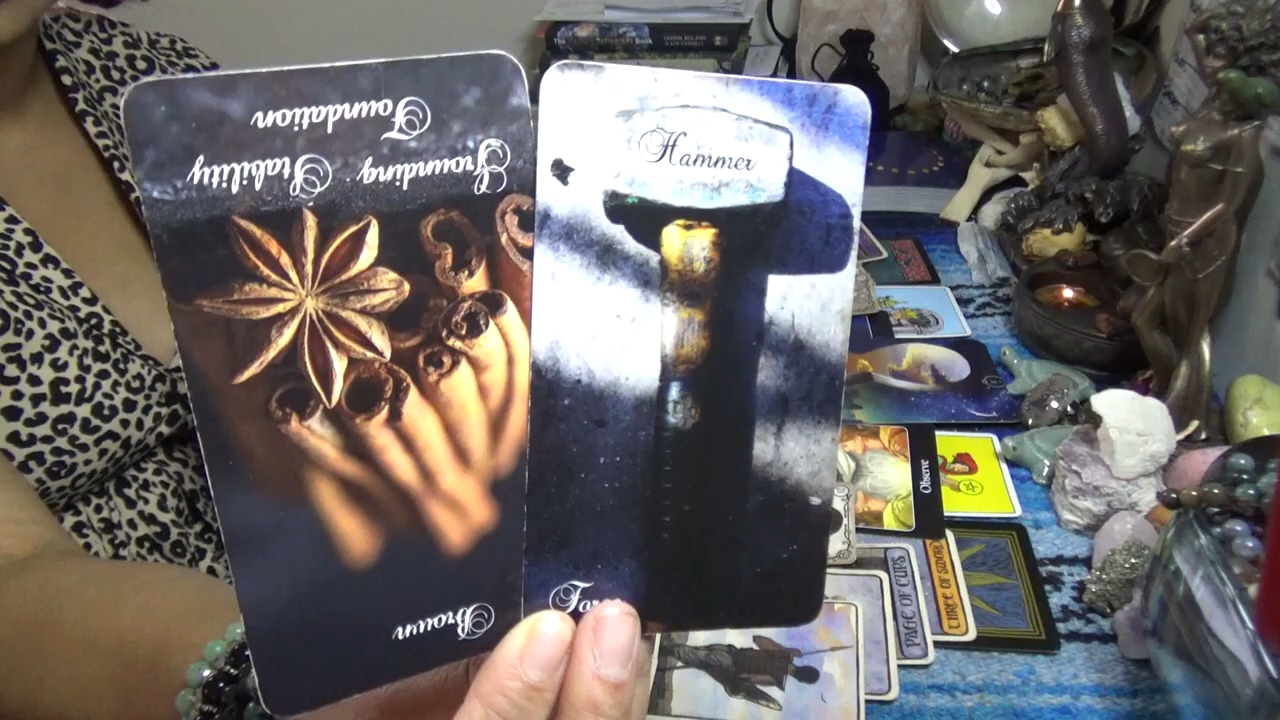 Foundation
Grounding · Stability
Brown
Hammer
Observe
PAGE OF CUPS
THREE OF SWORDS